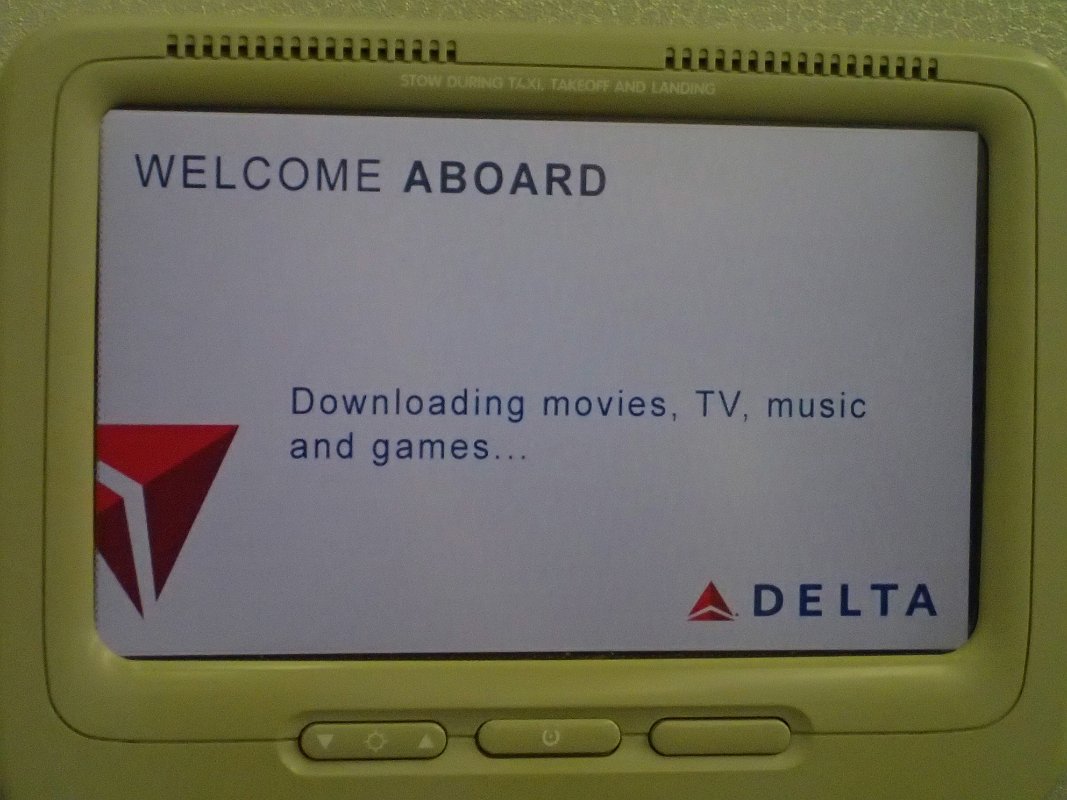 STOW DURING TAXI, TAKEOFF AND LANDING
WELCOME ABOARD
Downloading movies, TV, music
and games...
DELTA